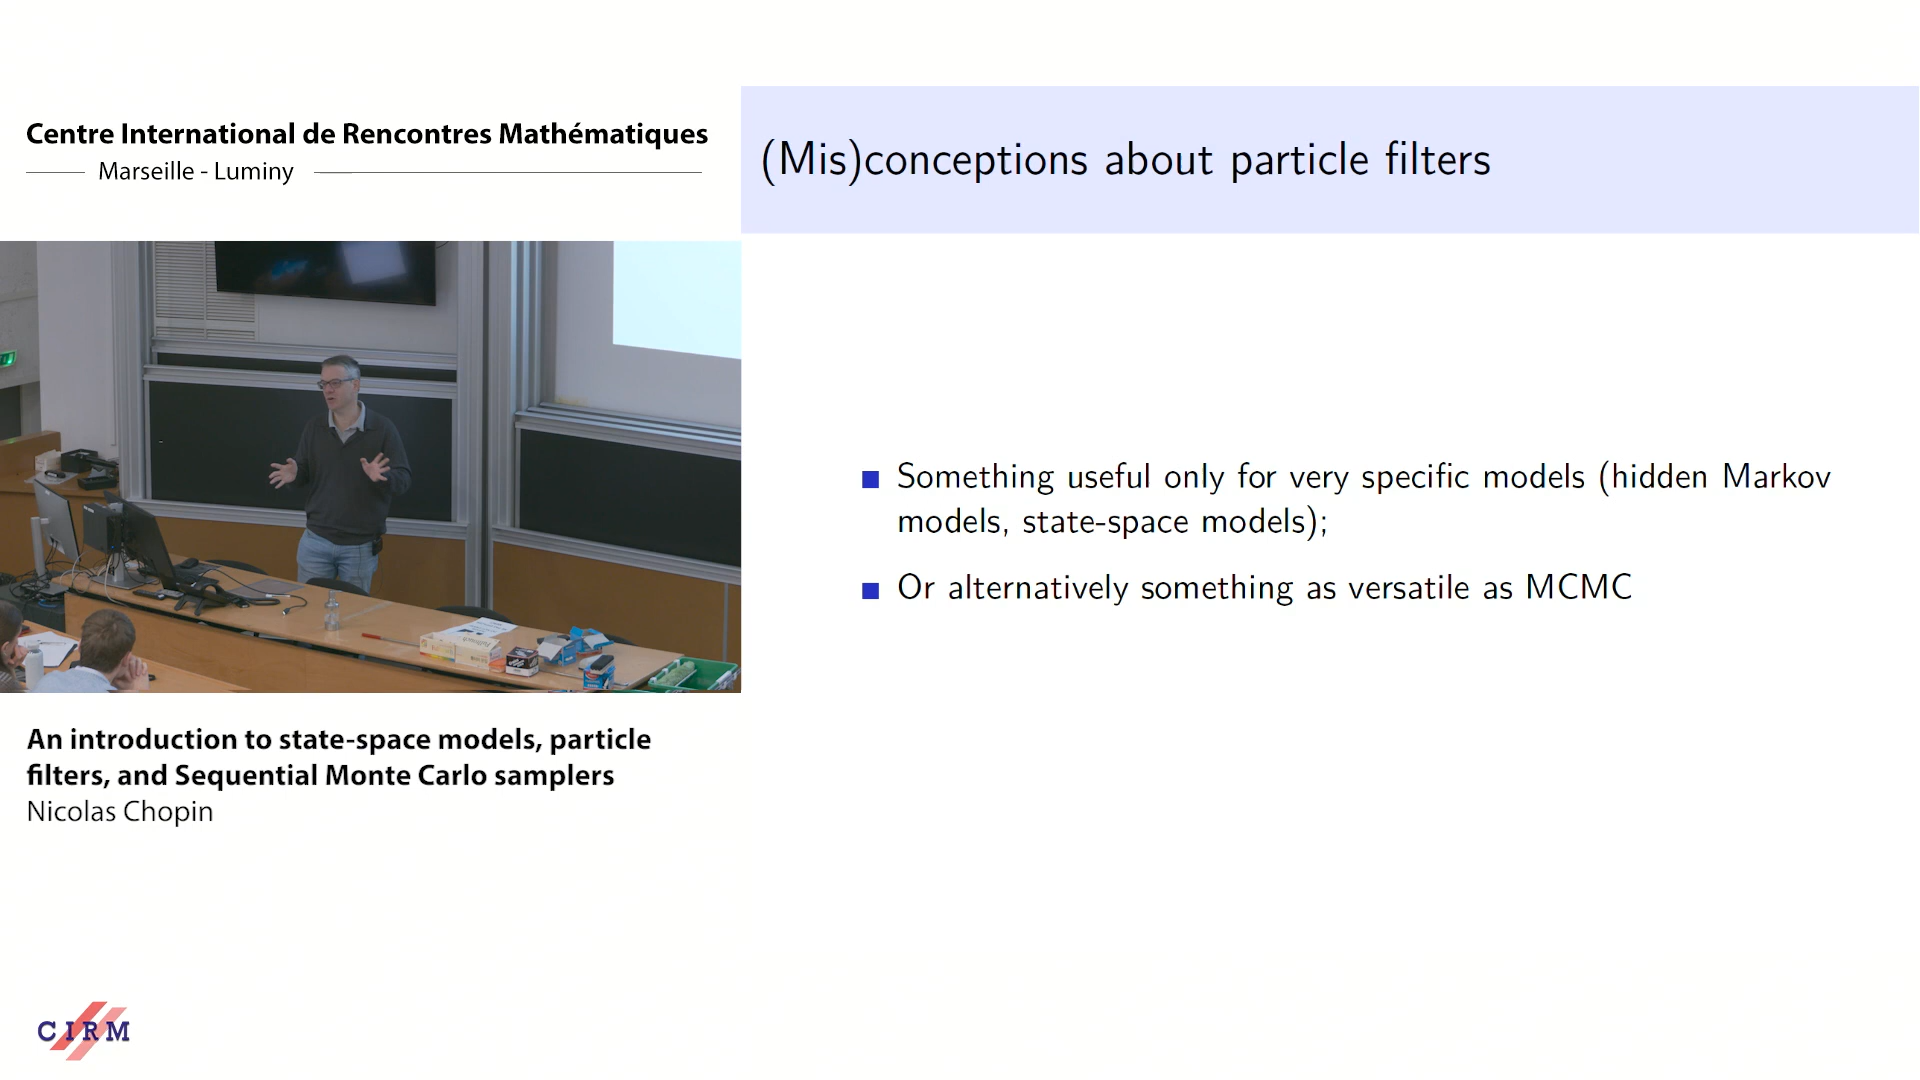 Centre International de Rencontres Mathématiques
Marseille - Luminy
(Mis)conceptions about particle filters
Something useful only for very specific models (hidden Markov
models, state-space models);
Or alternatively something as versatile as MCMC
An introduction to state-space models, particle
filters, and Sequential Monte Carlo samplers
Nicolas Chopin
CIRM